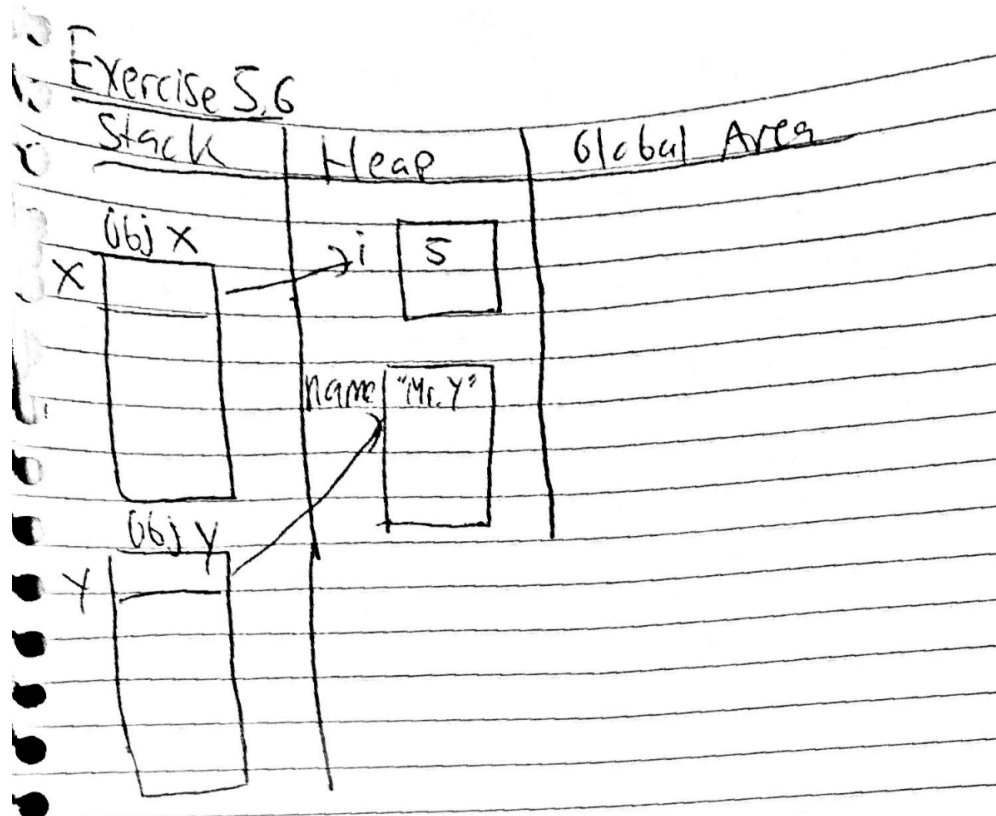 Exercise 5.6
Stack Heap Global Area
Obj X
X i 5
name "Mr. Y"
Obj Y
Y